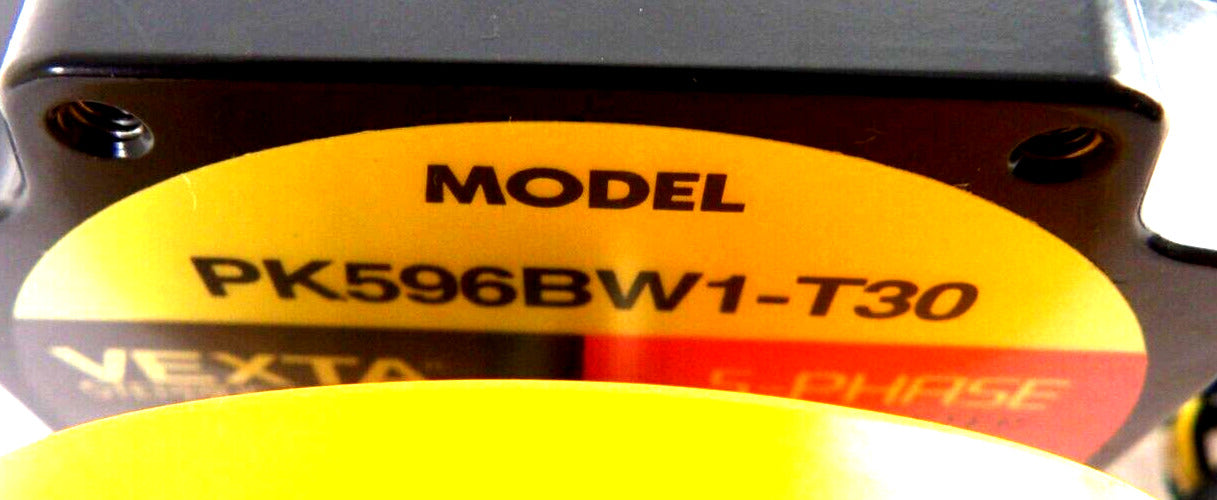 MODEL
PK596BW1-T30
VEXTA
5-PHASE